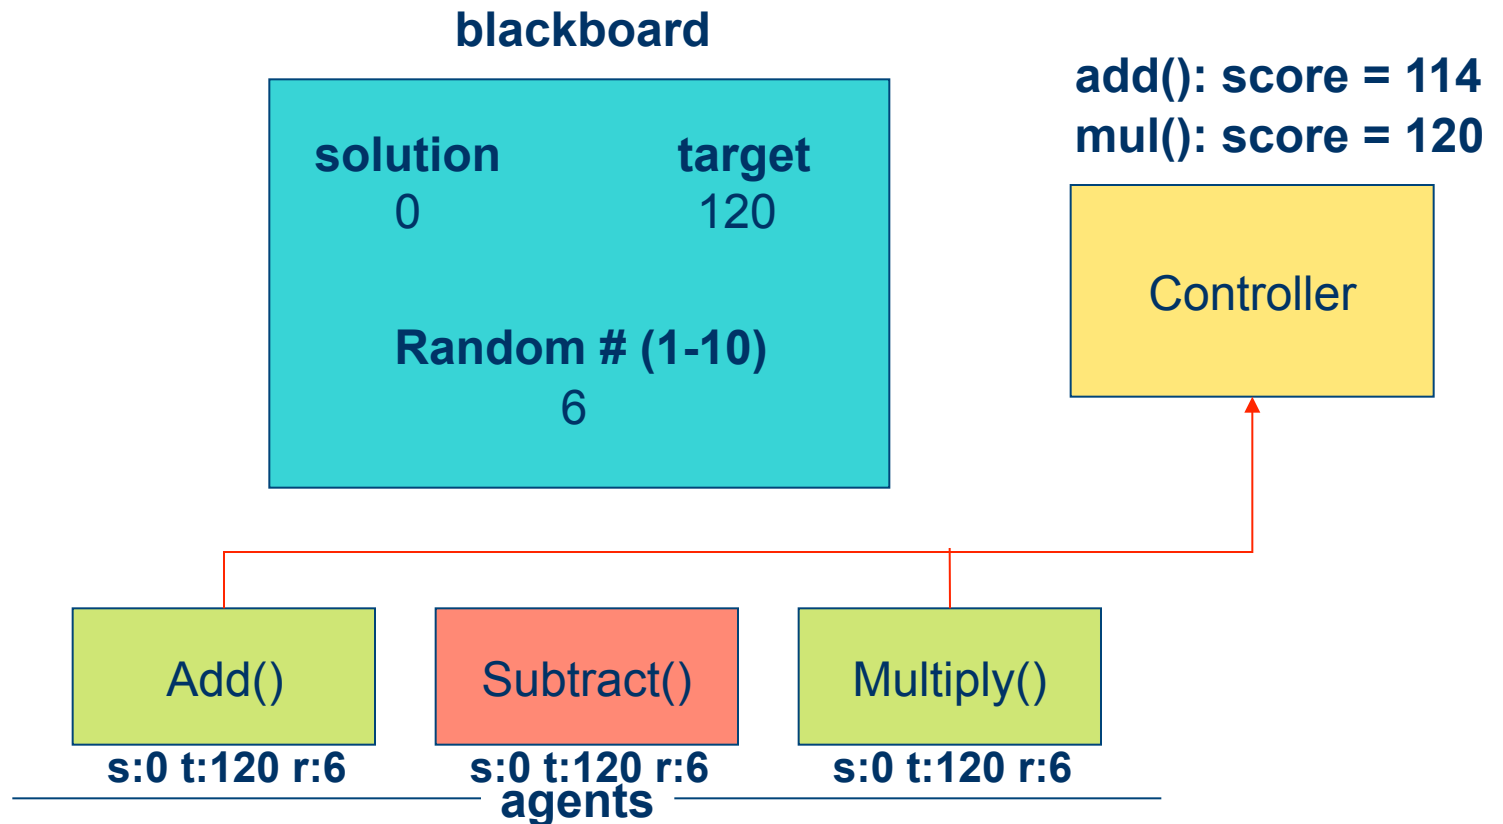 blackboard
solution target
0 120
Random # (1-10)
6
add(): score = 114
mul(): score = 120
Controller
Add() Subtract() Multiply()
s:0 t:120 r:6 s:0 t:120 r:6 s:0 t:120 r:6
agents